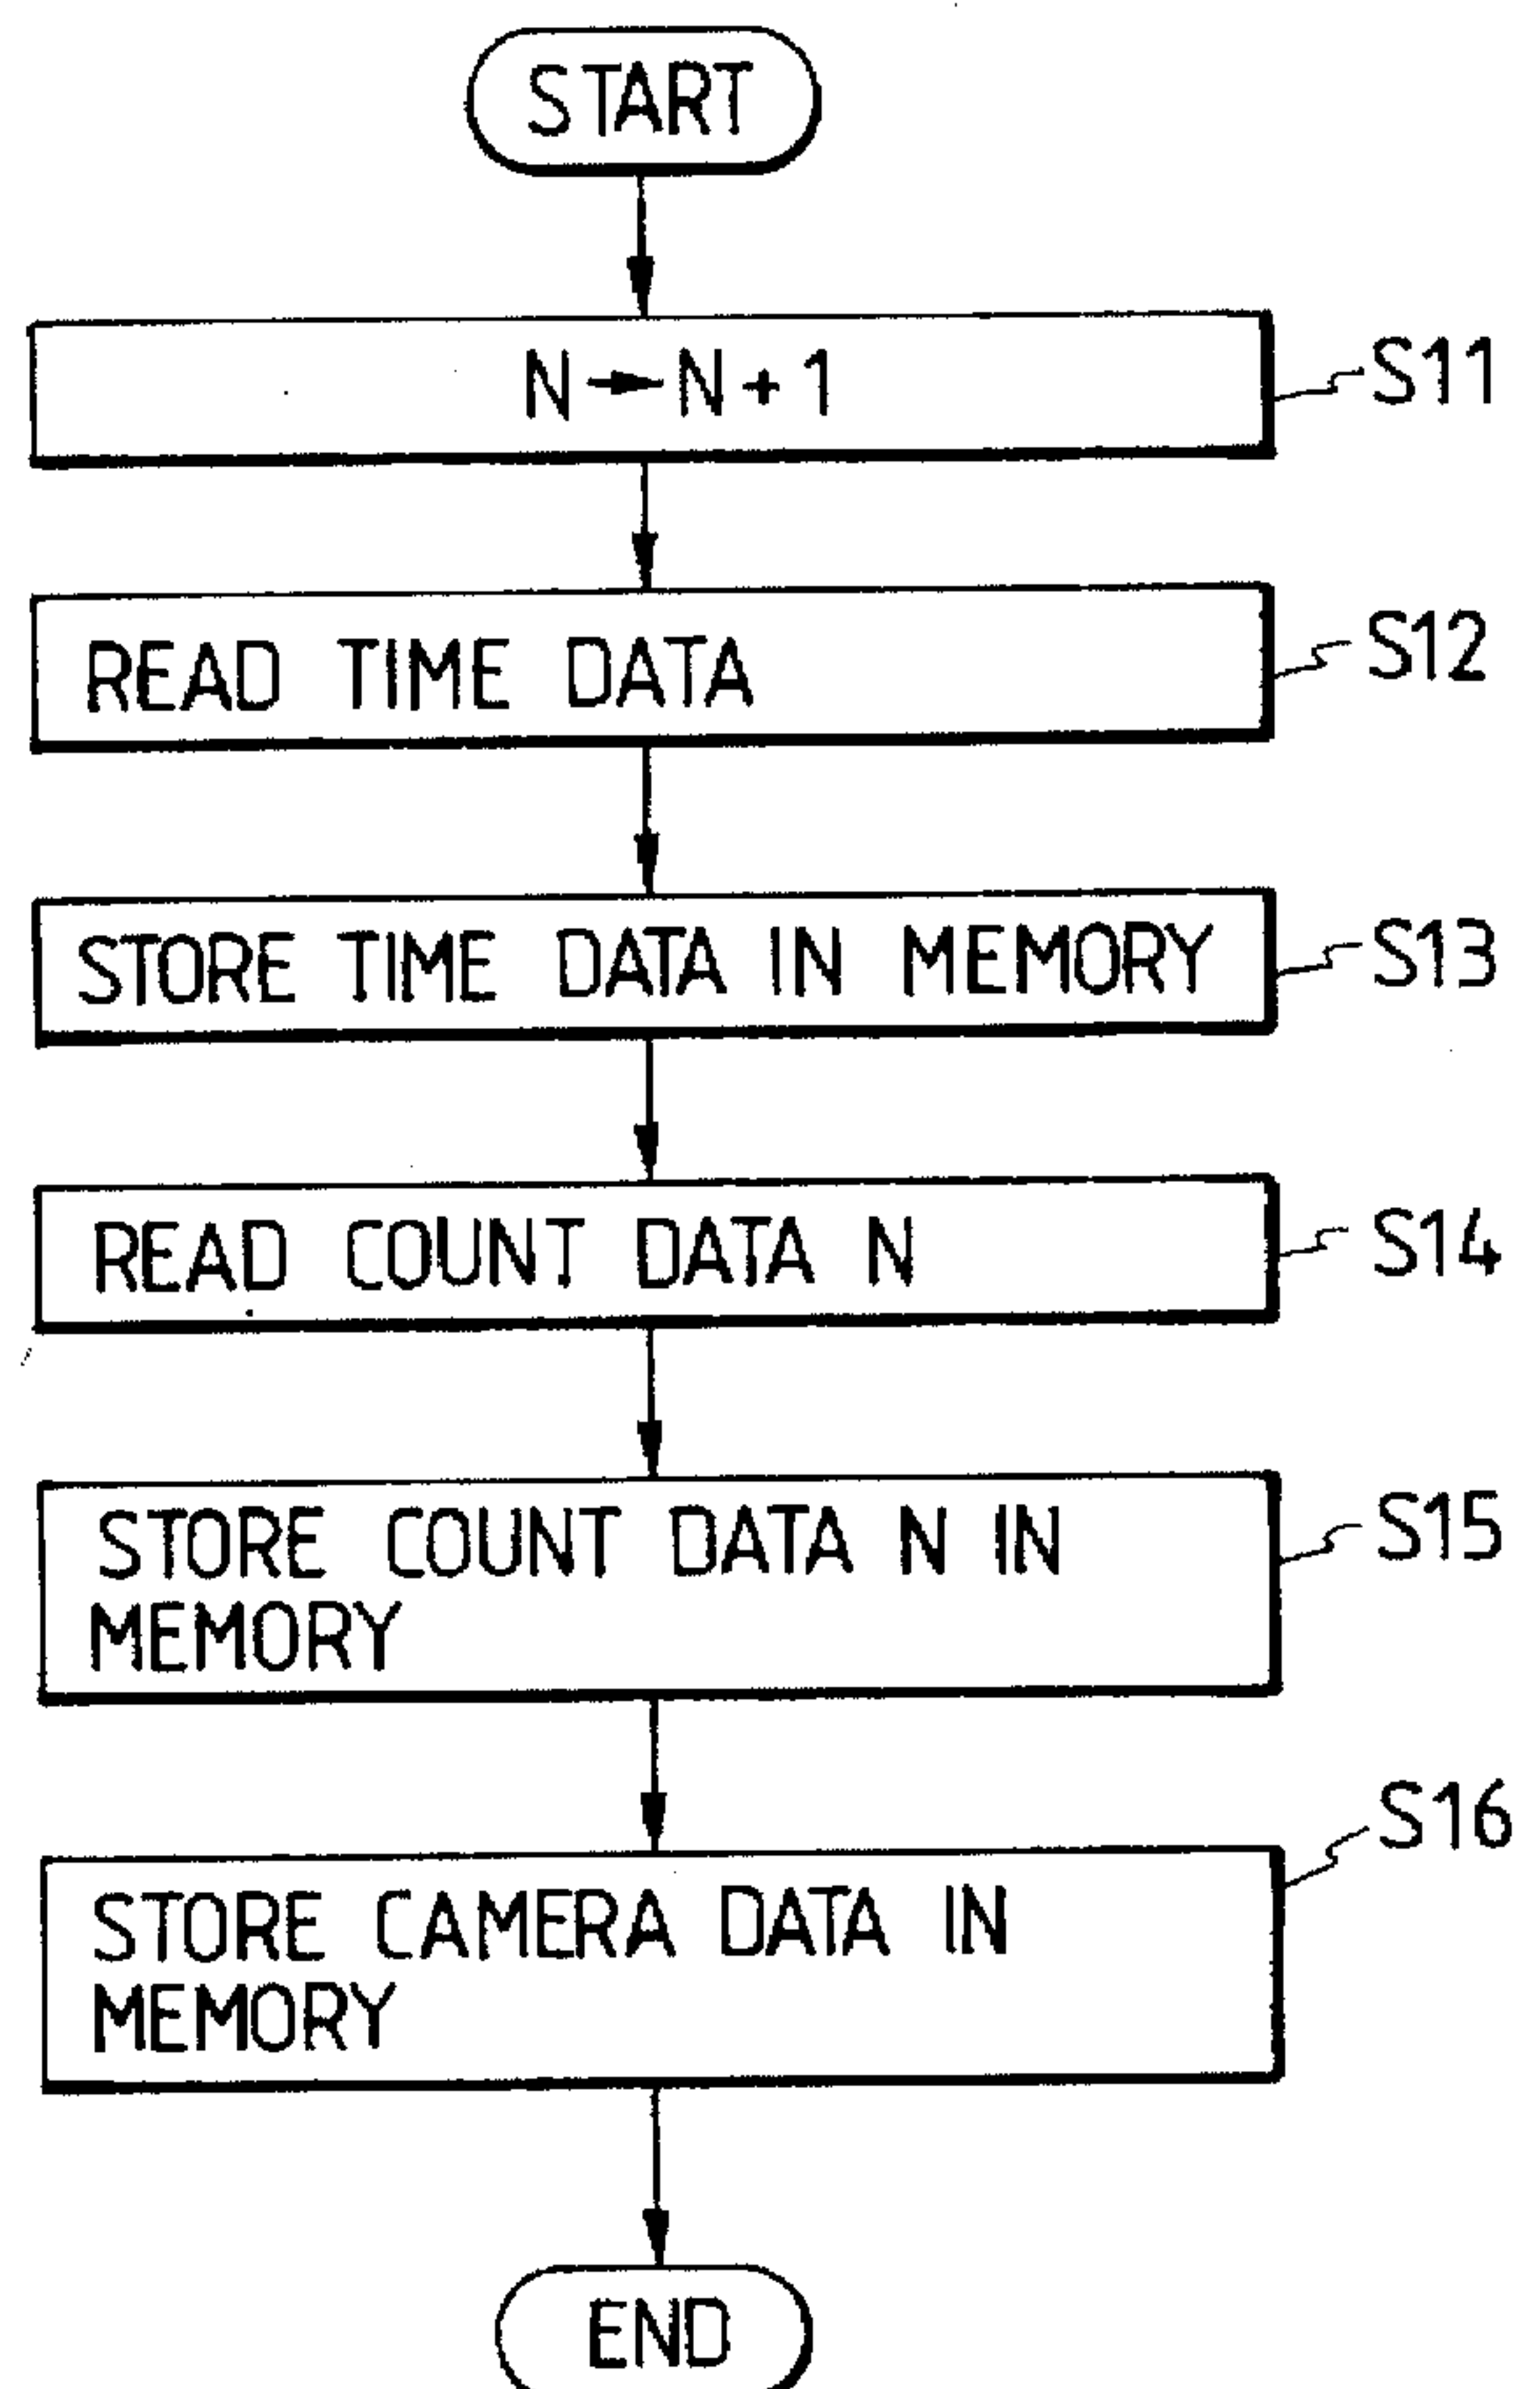 START
N→N+1
S11
READ TIME DATA
S12
STORE TIME DATA IN MEMORY
S13
READ COUNT DATA N
S14
STORE COUNT DATA N IN
MEMORY
S15
STORE CAMERA DATA IN
MEMORY
S16
END